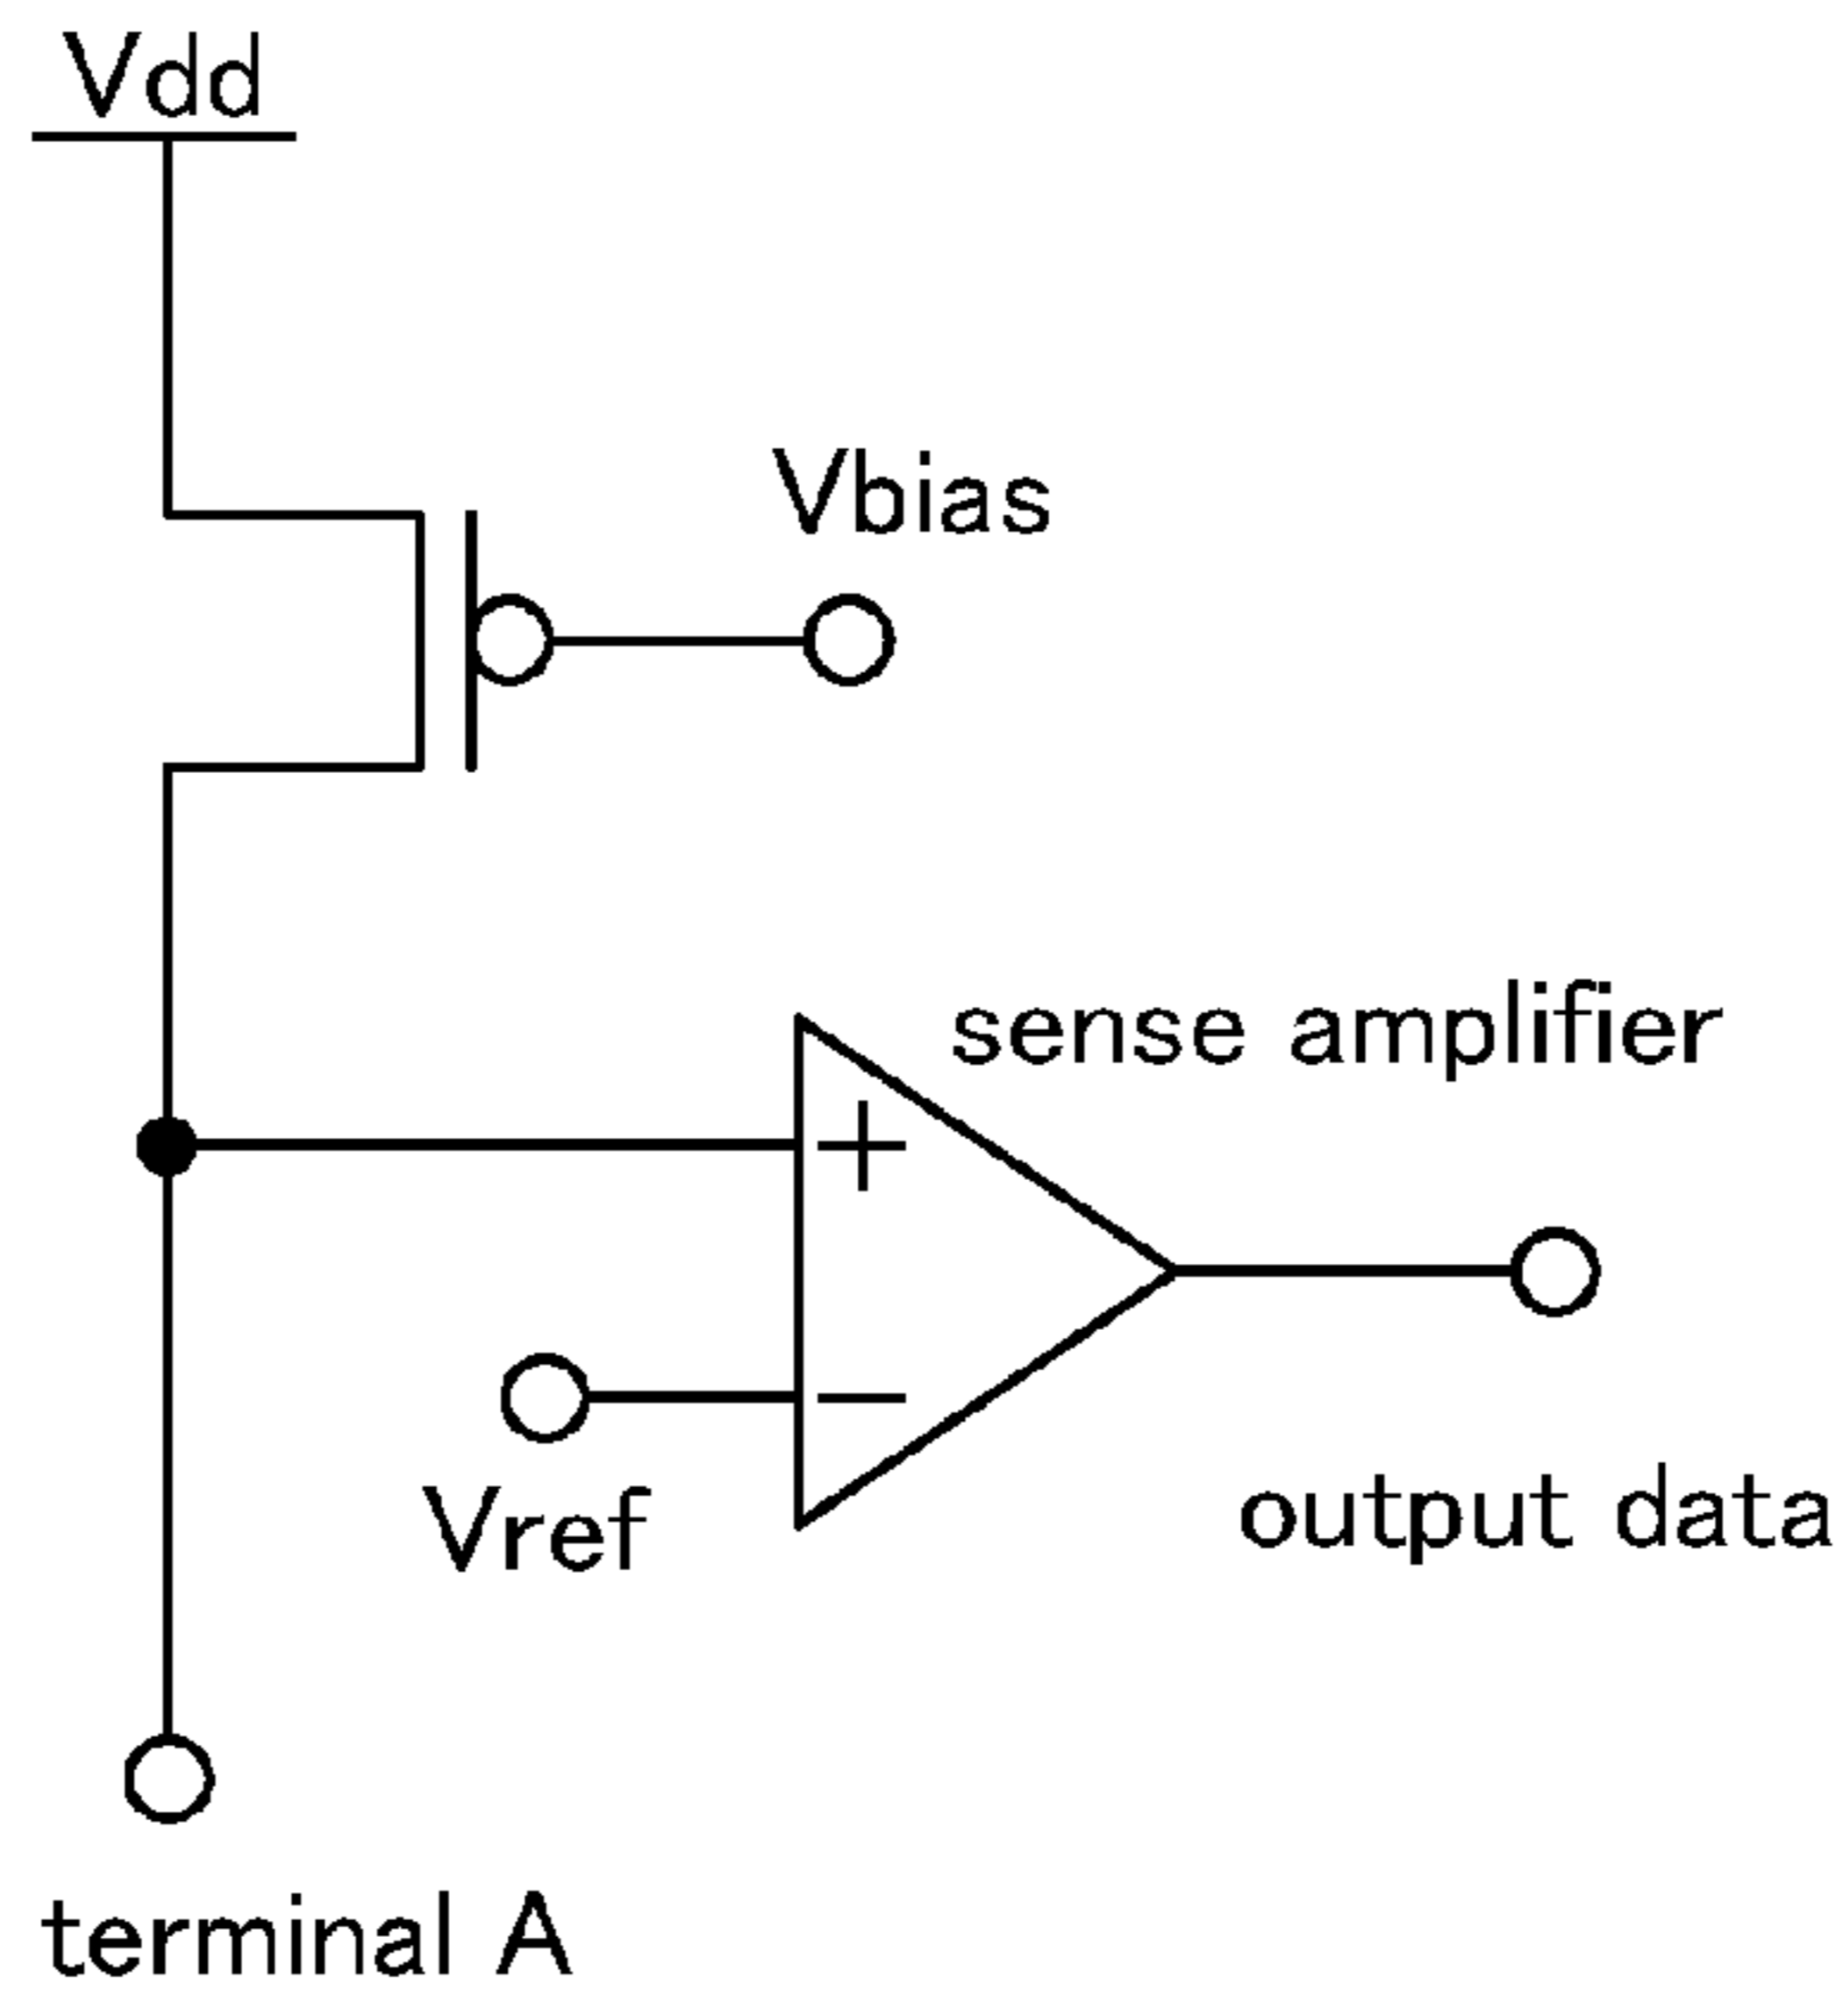 Vdd
Vbias
sense amplifier
+
−
Vref
output data
terminal A